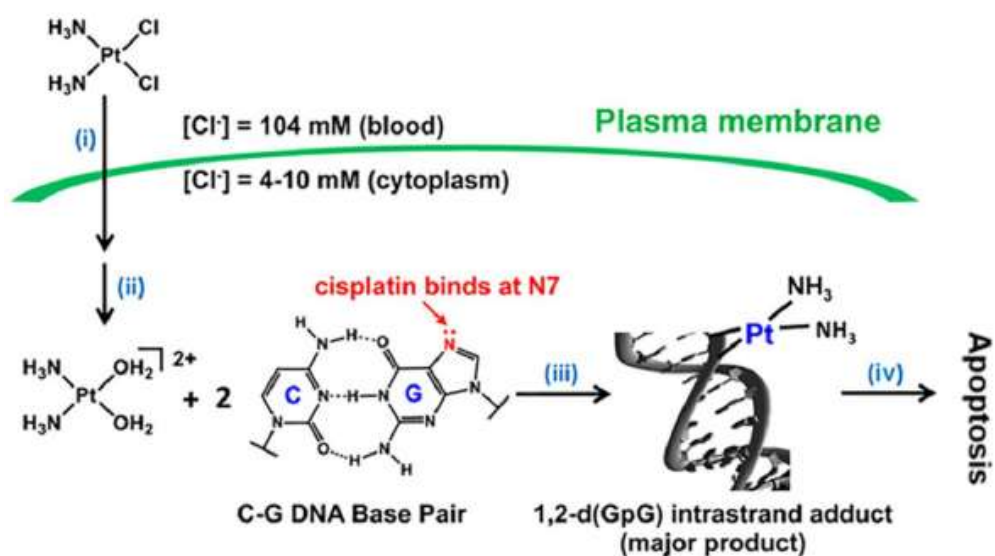 H₃N Cl
Pt
H₃N Cl
(i)
[Cl⁻] = 104 mM (blood)
Plasma membrane
[Cl⁻] = 4-10 mM (cytoplasm)
(ii)
cisplatin binds at N7
H₃N OH₂ ²⁺
Pt
H₃N OH₂
+ 2
H N H O N
C N H N G N
N O H N N
H
(iii)
NH₃
Pt NH₃
(iv)
Apoptosis
C-G DNA Base Pair
1,2-d(GpG) intrastrand adduct
(major product)